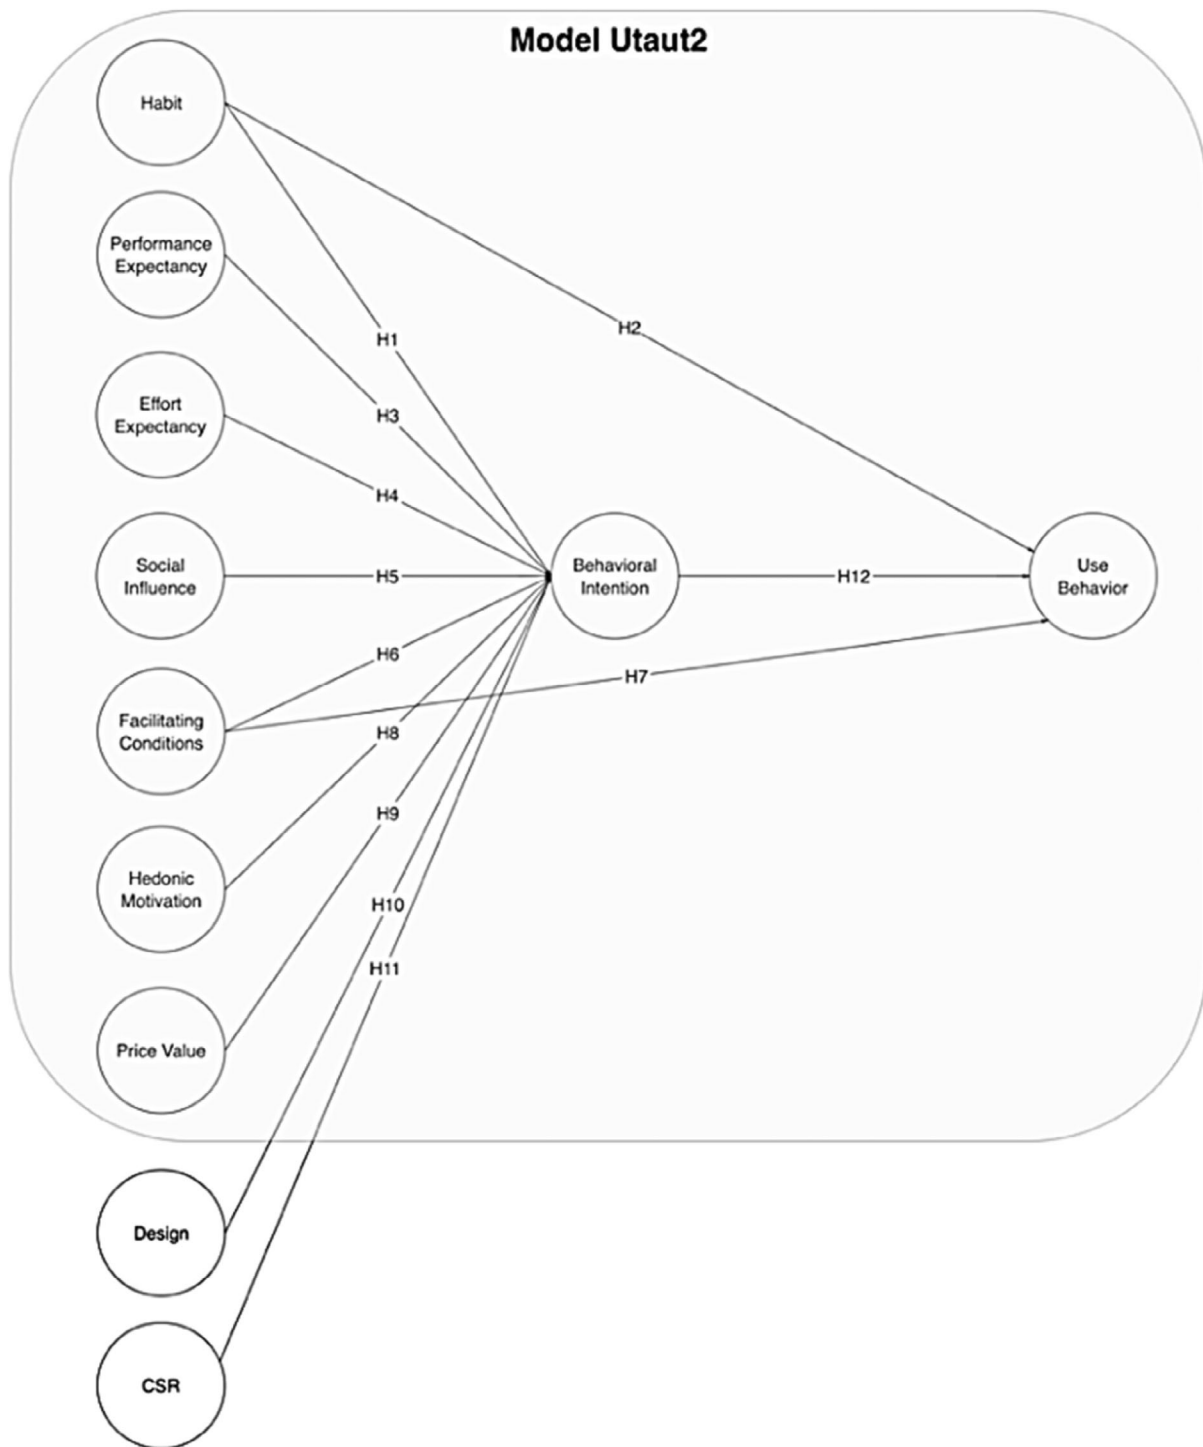 Model Utaut2
Habit
Performance
Expectancy
Effort
Expectancy
Social
Influence
Facilitating
Conditions
Hedonic
Motivation
Price Value
Design
CSR
H1
H3
H4
H5
H6
H8
H9
H10
H11
Behavioral
Intention
H2
H12
H7
Use
Behavior